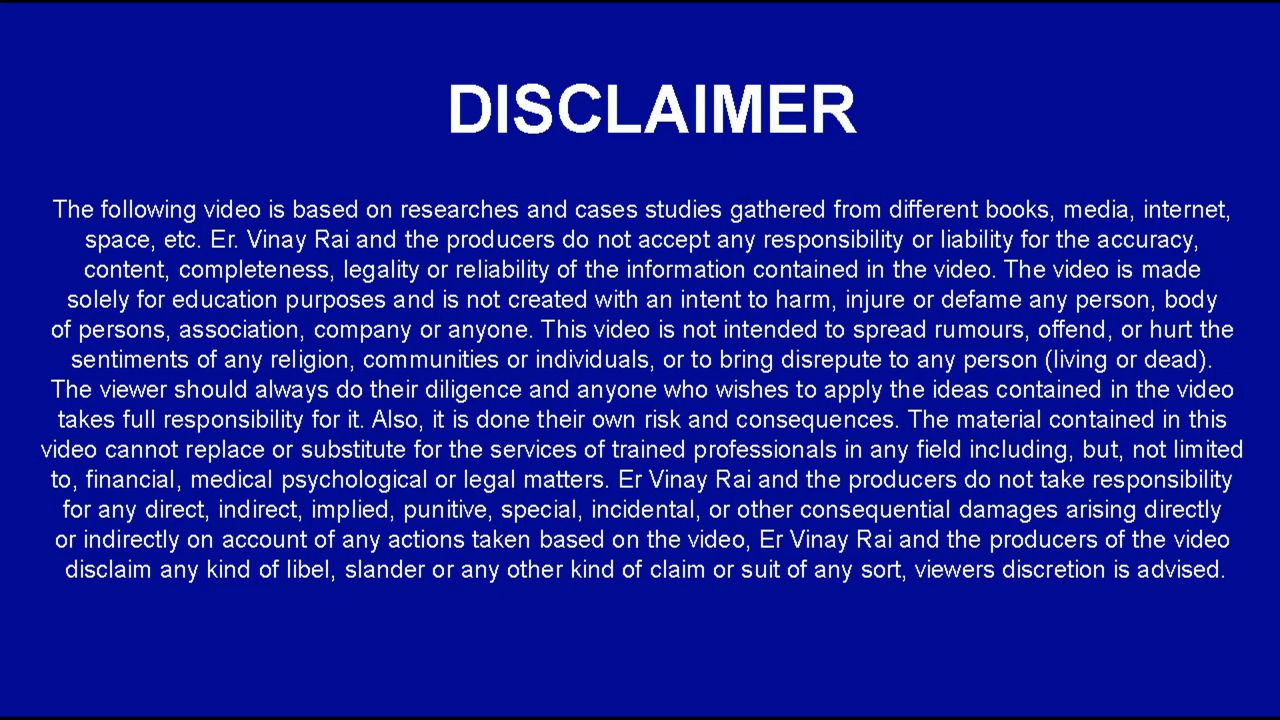 DISCLAIMER
The following video is based on researches and cases studies gathered from different books, media, internet,
space, etc. Er. Vinay Rai and the producers do not accept any responsibility or liability for the accuracy,
content, completeness, legality or reliability of the information contained in the video. The video is made
solely for education purposes and is not created with an intent to harm, injure or defame any person, body
of persons, association, company or anyone. This video is not intended to spread rumours, offend, or hurt the
sentiments of any religion, communities or individuals, or to bring disrepute to any person (living or dead).
The viewer should always do their diligence and anyone who wishes to apply the ideas contained in the video
takes full responsibility for it. Also, it is done their own risk and consequences. The material contained in this
video cannot replace or substitute for the services of trained professionals in any field including, but, not limited
to, financial, medical psychological or legal matters. Er Vinay Rai and the producers do not take responsibility
for any direct, indirect, implied, punitive, special, incidental, or other consequential damages arising directly
or indirectly on account of any actions taken based on the video, Er Vinay Rai and the producers of the video
disclaim any kind of libel, slander or any other kind of claim or suit of any sort, viewers discretion is advised.